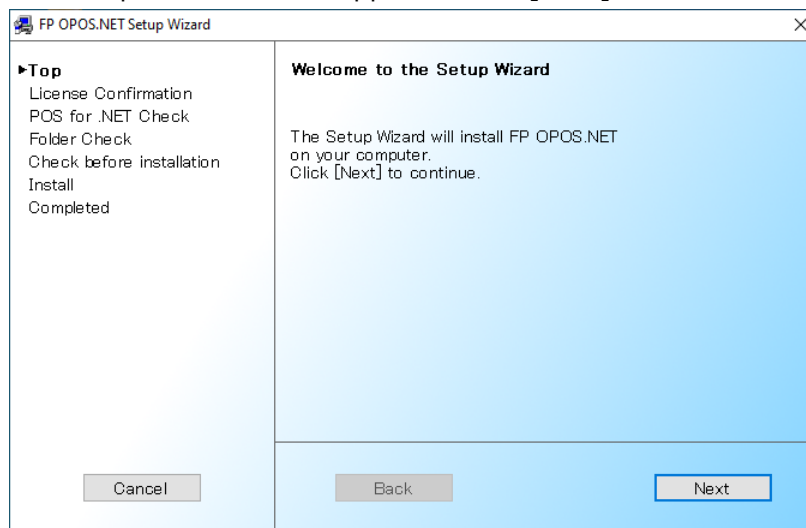 FP OPOS.NET Setup Wizard
▶Top
License Confirmation
POS for .NET Check
Folder Check
Check before installation
Install
Completed
Welcome to the Setup Wizard
The Setup Wizard will install FP OPOS.NET
on your computer.
Click [Next] to continue.
Cancel
Back
Next